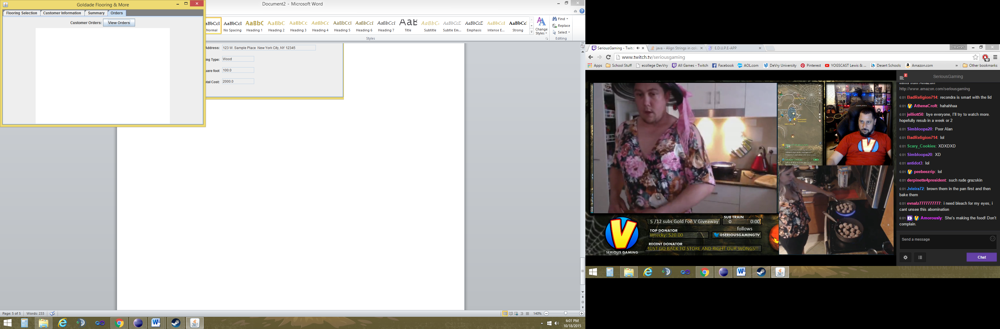 Goldade Flooring & More
Flooring Selection Customer Information Summary Orders
Customer Orders: View Orders
Document2 - Microsoft Word
AaBbCcI AaBbCcI AaBbC AaBbC AaBbCc AaBbCc AaBbCcI AaBbCcI AaBbCcI AaB AaBbC AaBbCcD AaBbCcD AaBbCcI AaBbCc
Normal No Spacing Heading 1 Heading 2 Heading 3 Heading 4 Heading 5 Heading 6 Heading 7 Title Subtitle Subtle Em... Emphasis Intense E... Strong
Change Styles
Find
Replace
Select
Styles
Editing
Address: 123 W. Sample Place  New York City, NY 12345
ing Type: Wood
uare foot 100.0
otal Cost: 2000.0
Page: 5 of 5 Words: 233
140%
6:01 PM
10/18/2015
SeriousGaming - Twitc java - Align Strings in colu E.D.U.P.E-APP
Heather
www.twitch.tv/seriousgaming
Apps School Stuff ecollege DevVry All Games - Twitch Facebook AOL.com DeVry University Pinterest YOGSCAST Lewis & ... Desert Schools Amazon.com » Other bookmarks
2
SeriousGaming
items from Amazon!
http://www.amazon.com/seriousgaming
6:01 BadReligion714: recondra is smart with the lid
6:01 AthenaCroft: hahahhaa
6:01 jelliott50: bye everyone, I'll try to watch more.
hopefully resub in a week or 2
6:01 Simbloopa20: Poor Alan
6:01 BadReligion714: lol
6:01 Scary_Cookies: XDXDXD
6:01 Simbloopa20: XD
6:01 antidot3: lol
6:01 peebeezrip: lol
6:01 derpinette4president: such rude grazskin
6:01 Jvieira72: brown them in the pan first and then
bake them
6:01 evnalz7777777777: i need bleach for my eyes, i
cant unsee this abomination
6:01 Amorously: She's making the food! Don't
complain.
Send a message
Chat
5 /12 subs Gold Foil V Giveaway
SUB TRAIN
0 0:00
follows
TOP DONATOR
Wrecky: $20.00
@SERIOUSGAMINGTV
RECENT DONATOR
MUST GO BACK TO STORE AND RIGHT OUR WONGS!!
V
SERIOUS GAMING